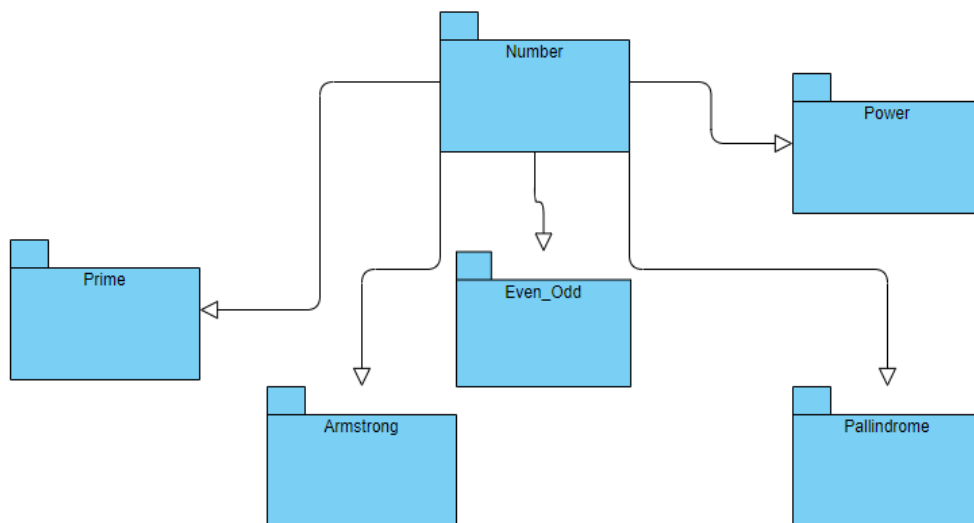 Number
Power
Prime
Even_Odd
Armstrong
Pallindrome